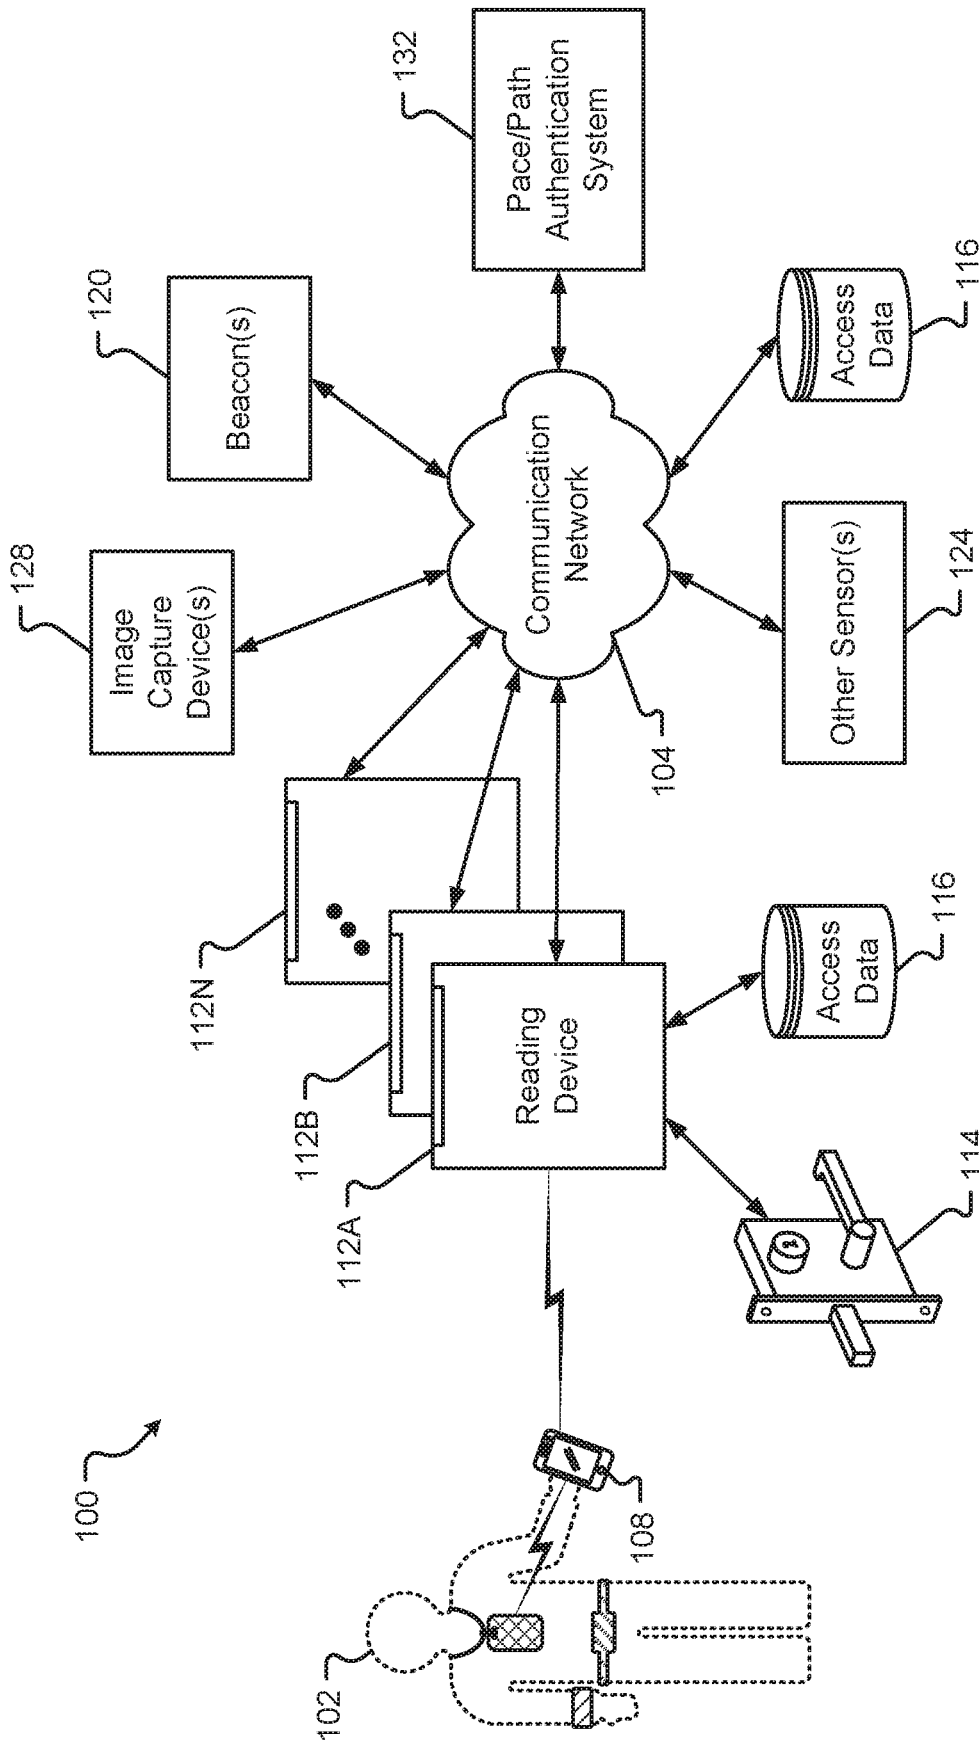 100
102
108
112A
112B
112N
Reading
Device
114
Access
Data
116
128
Image
Capture
Device(s)
120
Beacon(s)
Communication
Network
104
132
Pace/Path
Authentication
System
Other Sensor(s)
124
Access
Data
116